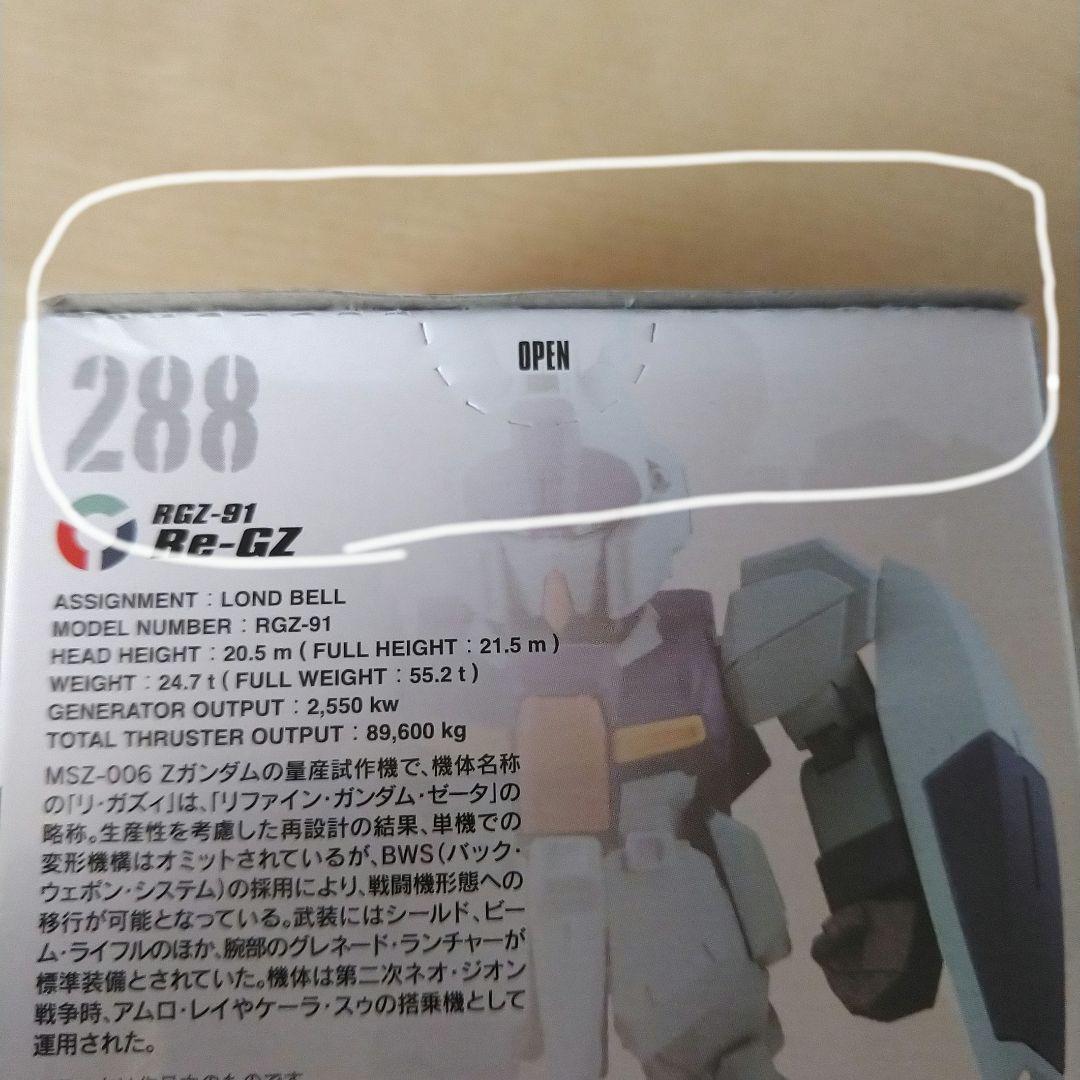 OPEN
288
RGZ-91
Re-GZ
ASSIGNMENT : LOND BELL
MODEL NUMBER : RGZ-91
HEAD HEIGHT : 20.5 m ( FULL HEIGHT : 21.5 m )
WEIGHT : 24.7 t ( FULL WEIGHT : 55.2 t )
GENERATOR OUTPUT : 2,550 kw
TOTAL THRUSTER OUTPUT : 89,600 kg
MSZ-006 Zガンダムの量産試作機で、機体名称
の「リ・ガズィ」は、「リファイン・ガンダム・ゼータ」の
略称。生産性を考慮した再設計の結果、単機での
変形機構はオミットされているが、BWS(バック・
ウェポン・システム)の採用により、戦闘機形態への
移行が可能となっている。武装にはシールド、ビー
ム・ライフルのほか、腕部のグレネード・ランチャーが
標準装備とされていた。機体は第二次ネオ・ジオン
戦争時、アムロ・レイやケーラ・スゥの搭乗機として
運用された。